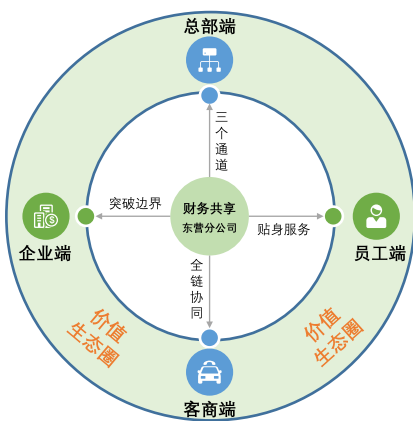 总部端
三个通道
突破边界
财务共享
东营分公司
贴身服务
企业端
员工端
全链协同
价值
生态圈
价值
生态圈
客商端